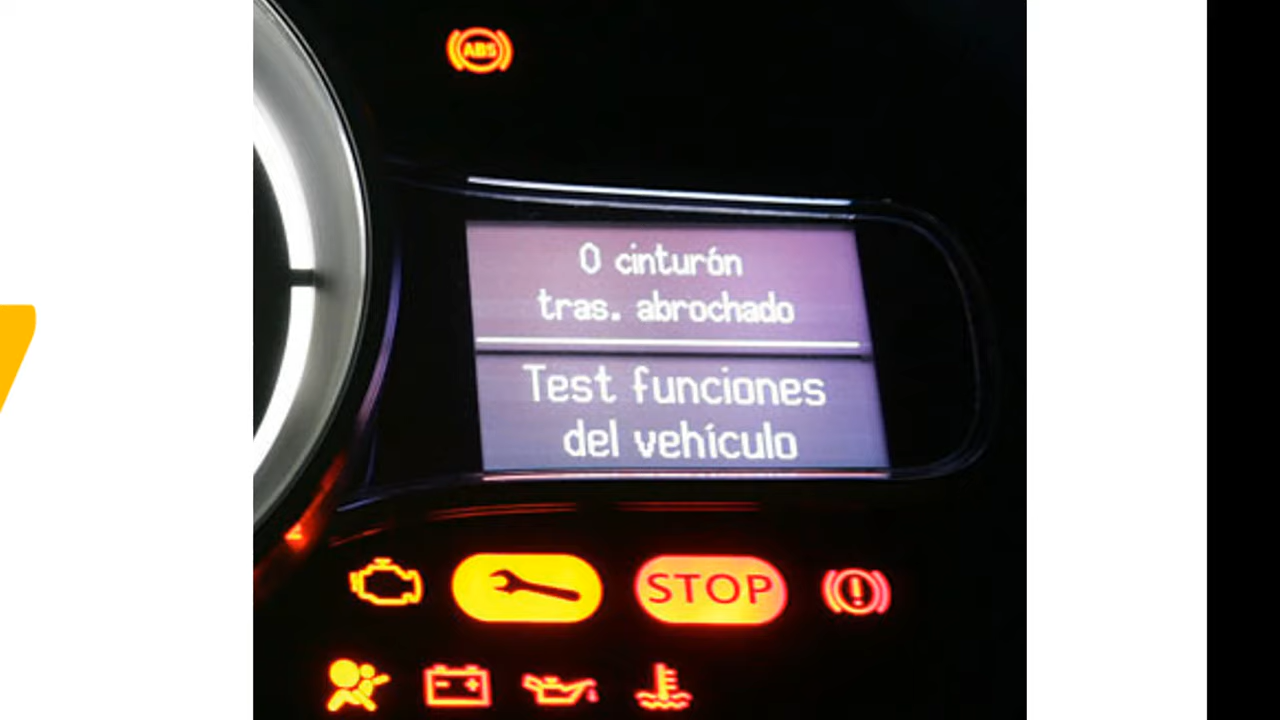 ABS
0 cinturón
tras. abrochado
Test funciones
del vehículo
STOP